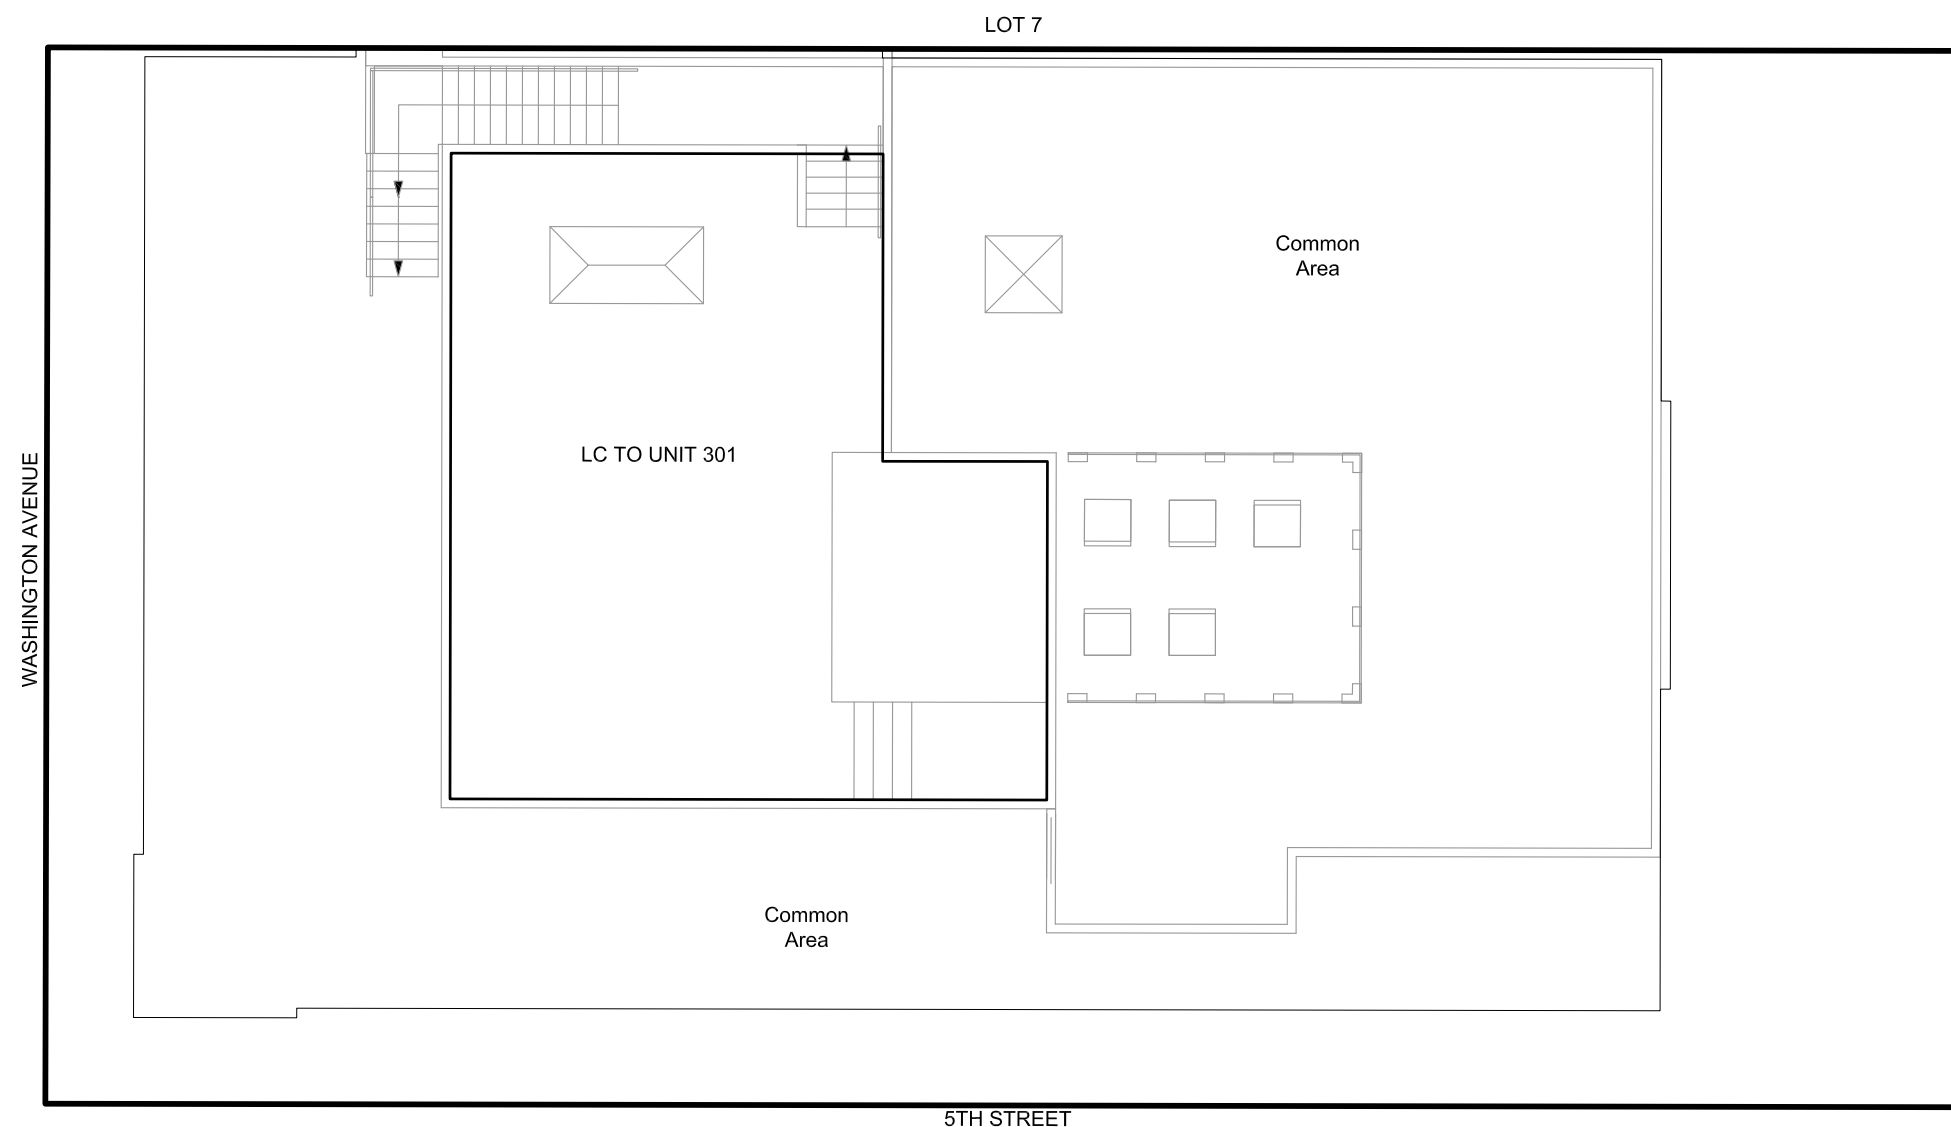 LOT 7
Common
Area
LC TO UNIT 301
WASHINGTON AVENUE
Common
Area
5TH STREET